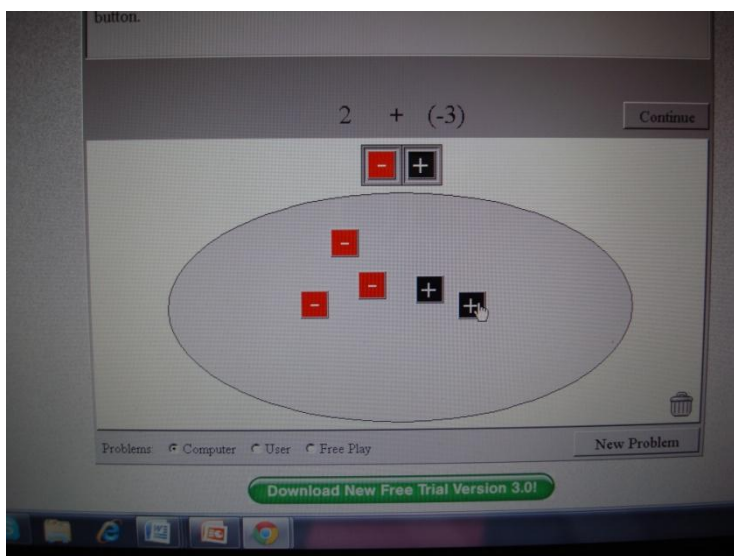 button.
2 + (-3)
Continue
- +
-
- +
- +
Problems: Computer User Free Play
New Problem
Download New Free Trial Version 3.0!